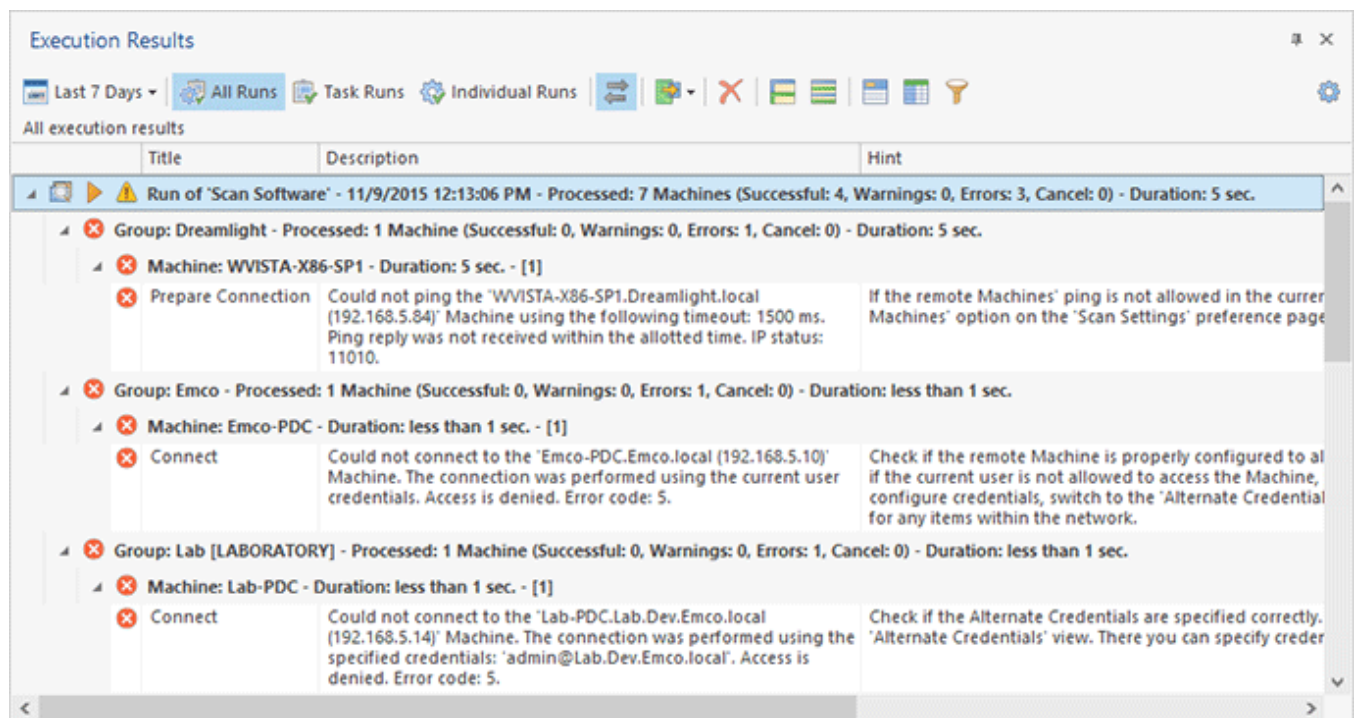 Execution Results
Last 7 Days All Runs Task Runs Individual Runs
All execution results
Title Description Hint
Run of 'Scan Software' - 11/9/2015 12:13:06 PM - Processed: 7 Machines (Successful: 4, Warnings: 0, Errors: 3, Cancel: 0) - Duration: 5 sec.
Group: Dreamlight - Processed: 1 Machine (Successful: 0, Warnings: 0, Errors: 1, Cancel: 0) - Duration: 5 sec.
Machine: WVISTA-X86-SP1 - Duration: 5 sec. - [1]
Prepare Connection
Could not ping the 'WVISTA-X86-SP1.Dreamlight.local
(192.168.5.84)' Machine using the following timeout: 1500 ms.
Ping reply was not received within the allotted time. IP status:
11010.
If the remote Machines' ping is not allowed in the curren
Machines' option on the 'Scan Settings' preference page
Group: Emco - Processed: 1 Machine (Successful: 0, Warnings: 0, Errors: 1, Cancel: 0) - Duration: less than 1 sec.
Machine: Emco-PDC - Duration: less than 1 sec. - [1]
Connect
Could not connect to the 'Emco-PDC.Emco.local (192.168.5.10)'
Machine. The connection was performed using the current user
credentials. Access is denied. Error code: 5.
Check if the remote Machine is properly configured to al
if the current user is not allowed to access the Machine,
configure credentials, switch to the 'Alternate Credential
for any items within the network.
Group: Lab [LABORATORY] - Processed: 1 Machine (Successful: 0, Warnings: 0, Errors: 1, Cancel: 0) - Duration: less than 1 sec.
Machine: Lab-PDC - Duration: less than 1 sec. - [1]
Connect
Could not connect to the 'Lab-PDC.Lab.Dev.Emco.local
(192.168.5.14)' Machine. The connection was performed using the
specified credentials: 'admin@Lab.Dev.Emco.local'. Access is
denied. Error code: 5.
Check if the Alternate Credentials are specified correctly.
'Alternate Credentials' view. There you can specify creden